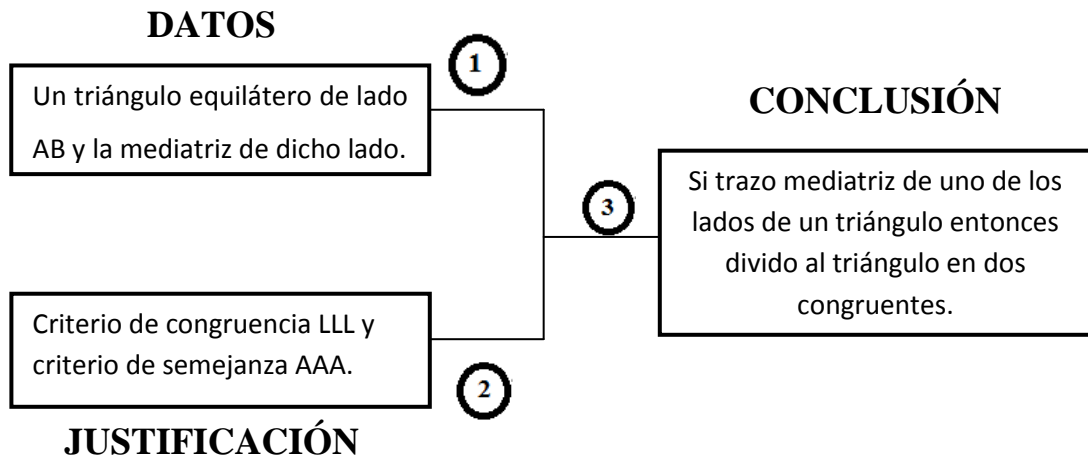 DATOS
1
Un triángulo equilátero de lado
AB y la mediatriz de dicho lado.
CONCLUSIÓN
3
Si trazo mediatriz de uno de los
lados de un triángulo entonces
divido al triángulo en dos
congruentes.
Criterio de congruencia LLL y
criterio de semejanza AAA.
2
JUSTIFICACIÓN